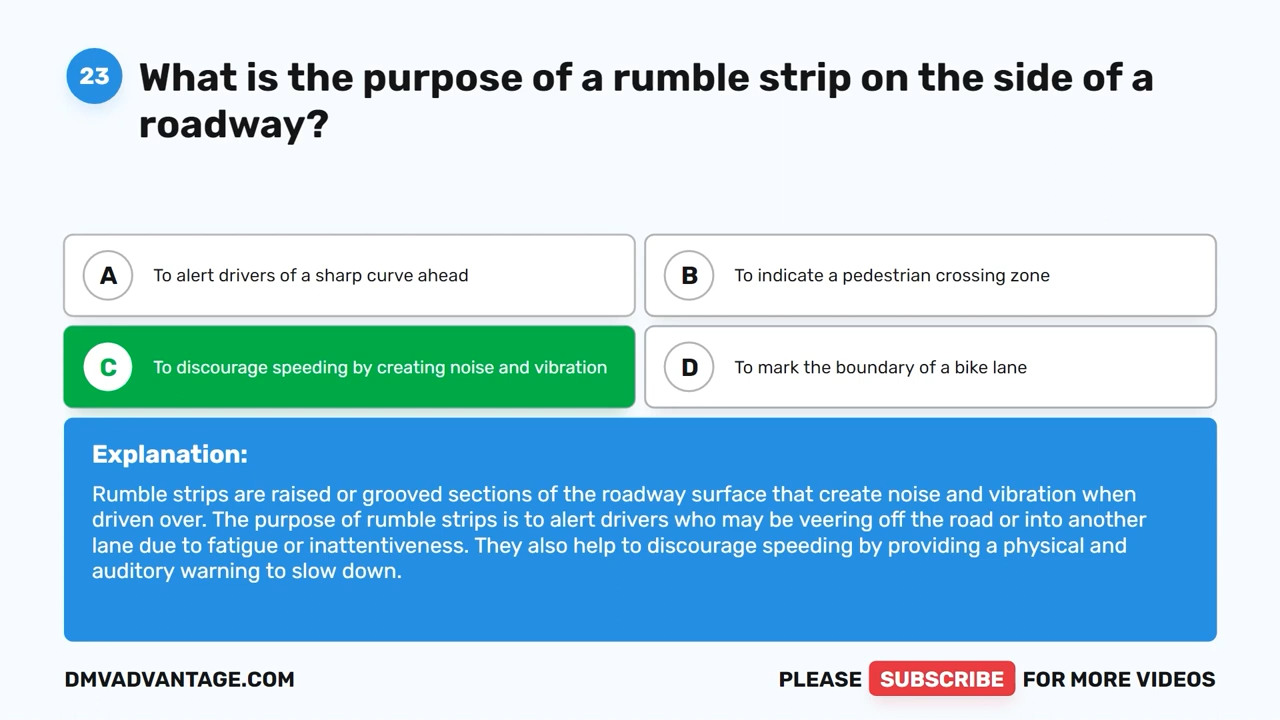 23
What is the purpose of a rumble strip on the side of a
roadway?
A To alert drivers of a sharp curve ahead
B To indicate a pedestrian crossing zone
C To discourage speeding by creating noise and vibration
D To mark the boundary of a bike lane
Explanation:
Rumble strips are raised or grooved sections of the roadway surface that create noise and vibration when
driven over. The purpose of rumble strips is to alert drivers who may be veering off the road or into another
lane due to fatigue or inattentiveness. They also help to discourage speeding by providing a physical and
auditory warning to slow down.
DMVADVANTAGE.COM
PLEASE SUBSCRIBE FOR MORE VIDEOS